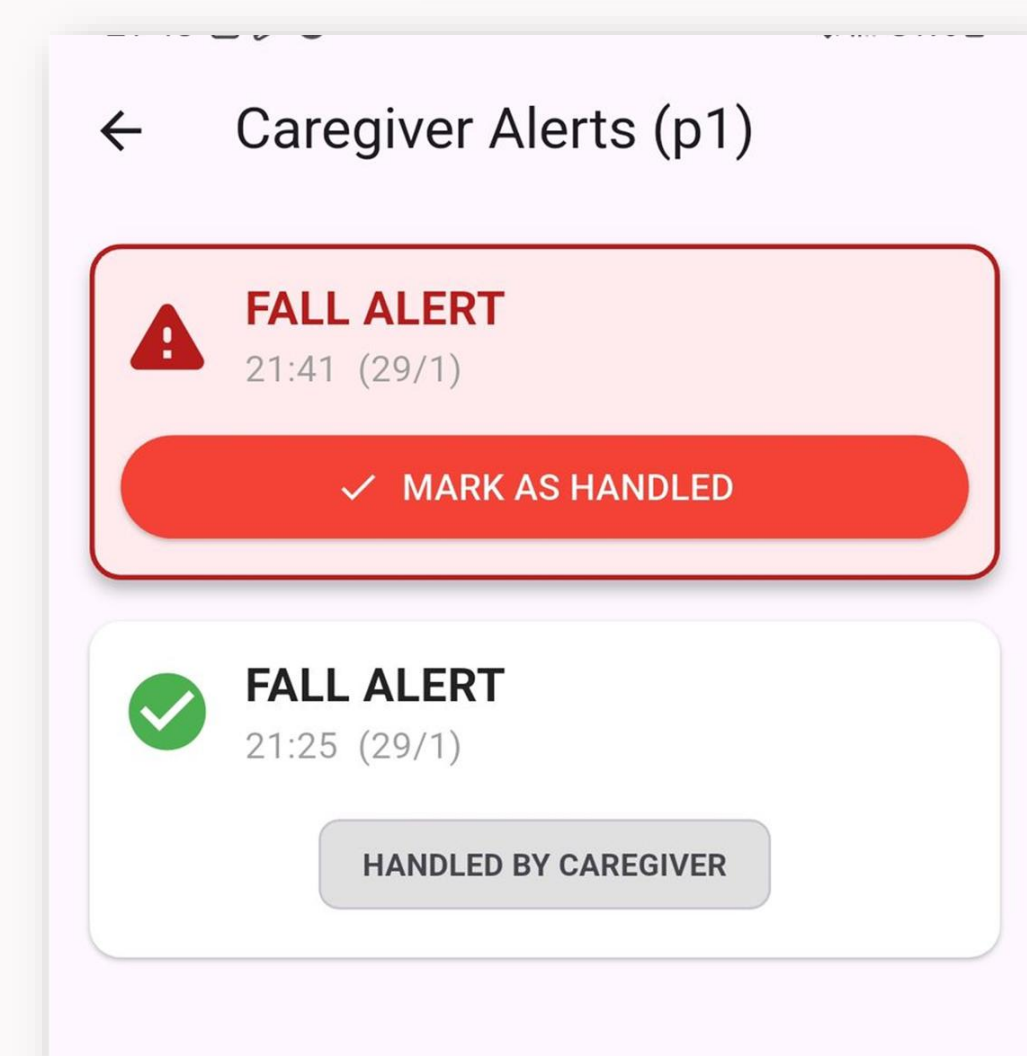 Caregiver Alerts (p1)
FALL ALERT
21:41 (29/1)
MARK AS HANDLED
FALL ALERT
21:25 (29/1)
HANDLED BY CAREGIVER